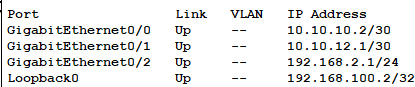 Port Link VLAN IP Address
GigabitEthernet0/0 Up -- 10.10.10.2/30
GigabitEthernet0/1 Up -- 10.10.12.1/30
GigabitEthernet0/2 Up -- 192.168.2.1/24
Loopback0 Up -- 192.168.100.2/32